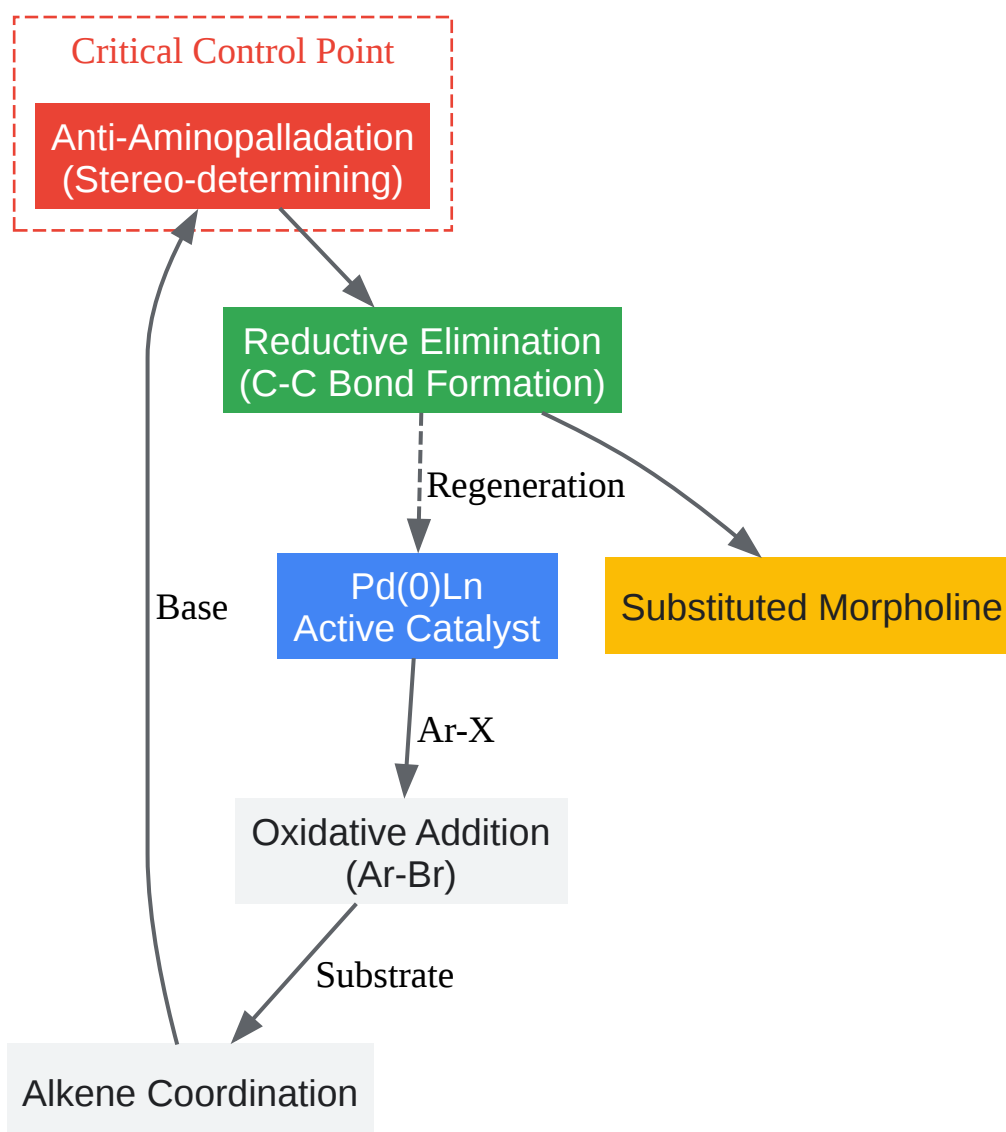 Critical Control Point
Anti-Aminopalladation
(Stereo-determining)
Reductive Elimination
(C-C Bond Formation)
Regeneration
Pd(0)Ln
Active Catalyst
Substituted Morpholine
Base
Ar-X
Oxidative Addition
(Ar-Br)
Substrate
Alkene Coordination